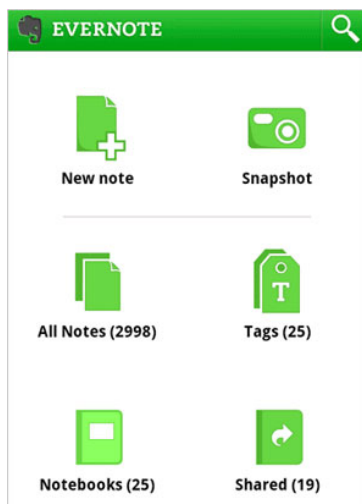 EVERNOTE
New note Snapshot
All Notes (2998) T Tags (25)
Notebooks (25) Shared (19)